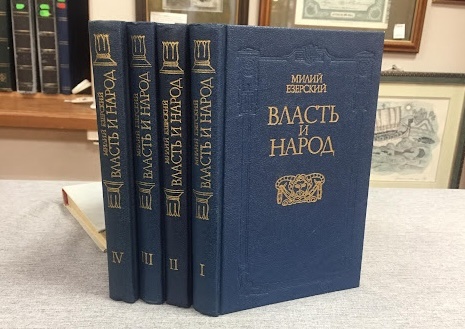 МИЛИЙ ЕЗЕРСКИЙ
ВЛАСТЬ И НАРОД
IV
МИЛИЙ ЕЗЕРСКИЙ
ВЛАСТЬ И НАРОД
III
МИЛИЙ ЕЗЕРСКИЙ
ВЛАСТЬ И НАРОД
II
МИЛИЙ ЕЗЕРСКИЙ
ВЛАСТЬ И НАРОД
I
МИЛИЙ
ЕЗЕРСКИЙ
ВЛАСТЬ
И
НАРОД